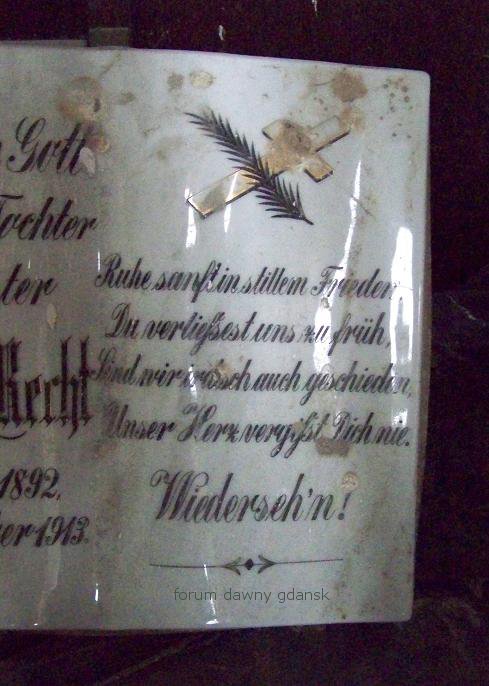 Gott
Tochter
ter
Recht
1892.
er 1913.
Ruhe sanft in stillem Frieden
Du verließest uns zu früh,
Sind wir irdisch auch geschieden,
Unser Herz vergißt Dich nie.
Wiederseh'n!
forum dawny gdansk